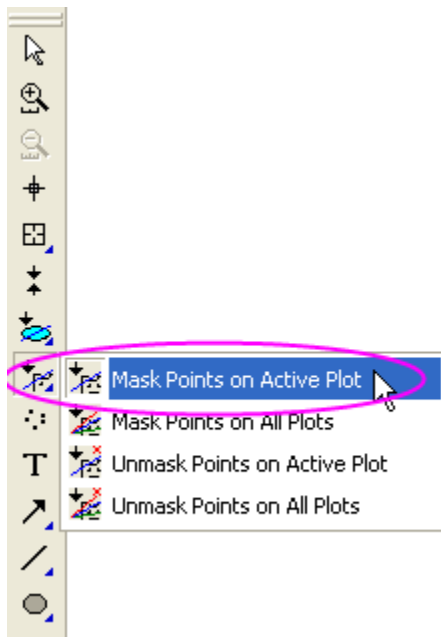 Mask Points on Active Plot
Mask Points on All Plots
T
Unmask Points on Active Plot
Unmask Points on All Plots